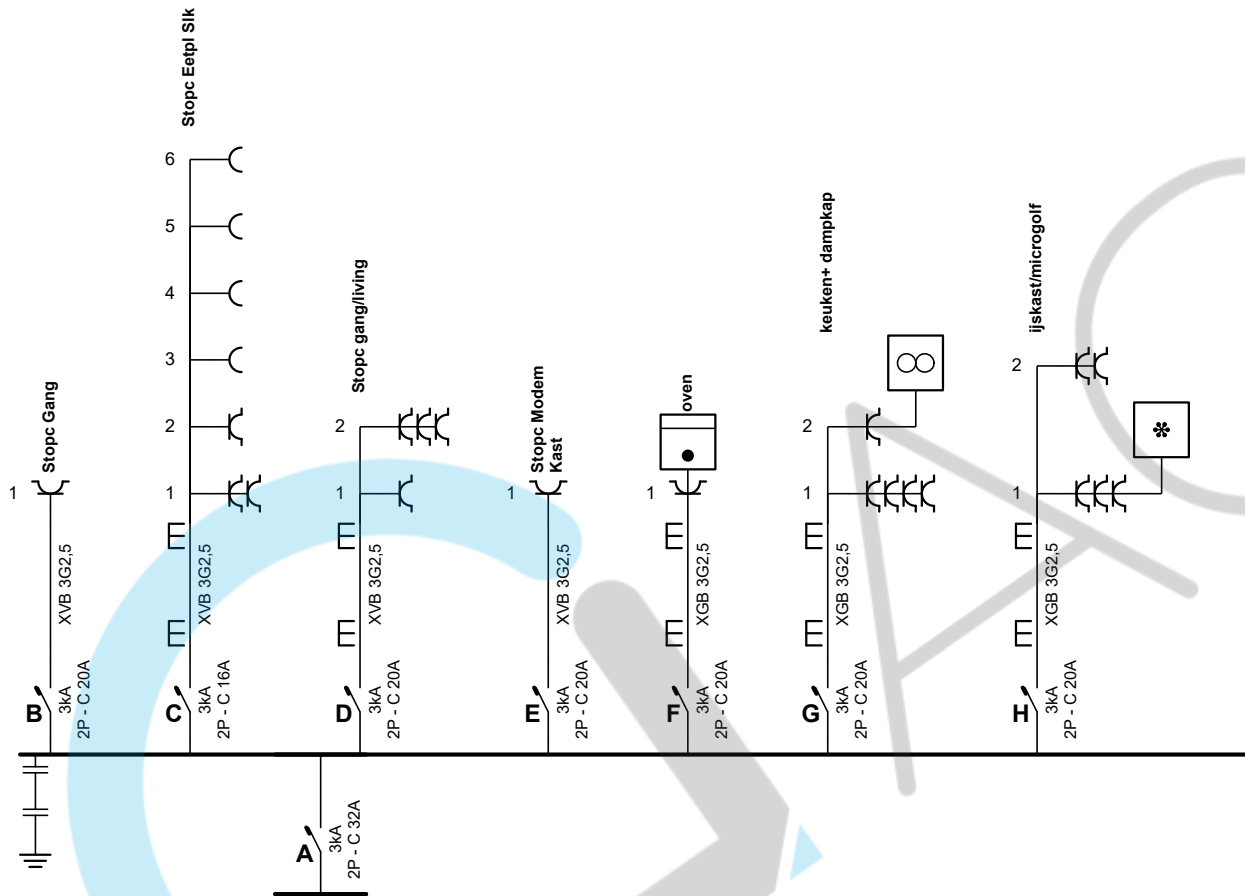 Stopc Eetpl Slk
6
5
4
3
2
1
Stopc Gang
1
Stopc gang/living
2
1
Stopc Modem
Kast
1
oven
1
keuken+ dampkap
2
1
ijskast/microgolf
2
1
XVB 3G2,5
XVB 3G2,5
XVB 3G2,5
XVB 3G2,5
XGB 3G2,5
XGB 3G2,5
XGB 3G2,5
B
3kA
2P - C 20A
C
3kA
2P - C 16A
D
3kA
2P - C 20A
E
3kA
2P - C 20A
F
3kA
2P - C 20A
G
3kA
2P - C 20A
H
3kA
2P - C 20A
A
3kA
2P - C 32A